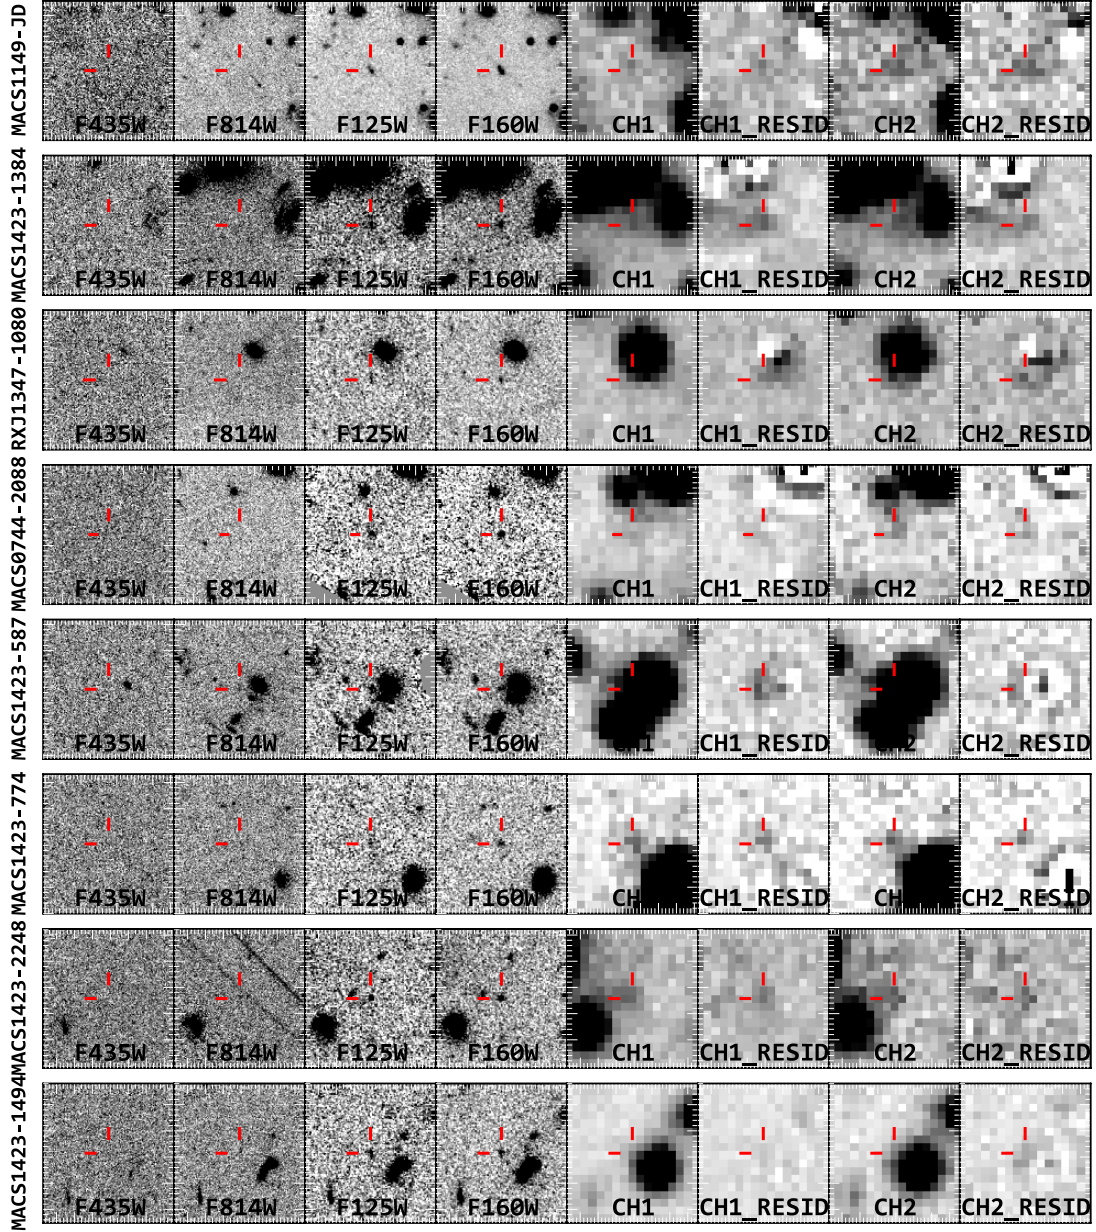 MACS1149-JD
F435W F814W F125W F160W CH1 CH1_RESID CH2 CH2_RESID
MACS1423-1384
F435W F814W F125W F160W CH1 CH1_RESID CH2 CH2_RESID
RXJ1347-1080
F435W F814W F125W F160W CH1 CH1_RESID CH2 CH2_RESID
MACS0744-2088
F435W F814W F125W F160W CH1 CH1_RESID CH2 CH2_RESID
MACS1423-587
F435W F814W F125W F160W CH1 CH1_RESID CH2 CH2_RESID
MACS1423-774
F435W F814W F125W F160W CH CH1_RESID CH CH2_RESID
MACS1423-2248
F435W F814W F125W F160W CH1 CH1_RESID CH2 CH2_RESID
MACS1423-1494
F435W F814W F125W F160W CH1 CH1_RESID CH2 CH2_RESID